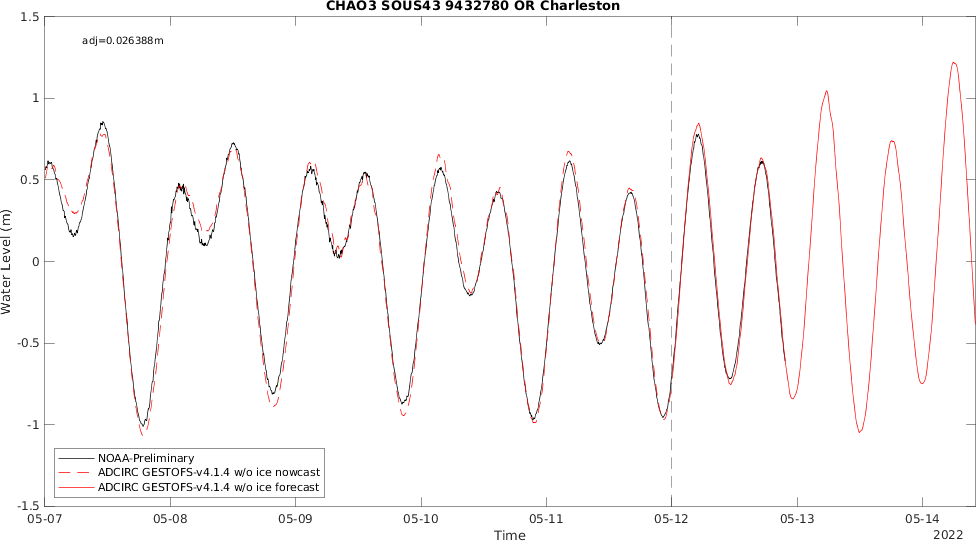 CHAO3 SOUS43 9432780 OR Charleston
1.5
adj=0.026388m
1
0.5
0
-0.5
-1
-1.5
Water Level (m)
NOAA-Preliminary
ADCIRC GESTOFS-v4.1.4 w/o ice nowcast
ADCIRC GESTOFS-v4.1.4 w/o ice forecast
05-07 05-08 05-09 05-10 05-11 05-12 05-13 05-14
Time
2022